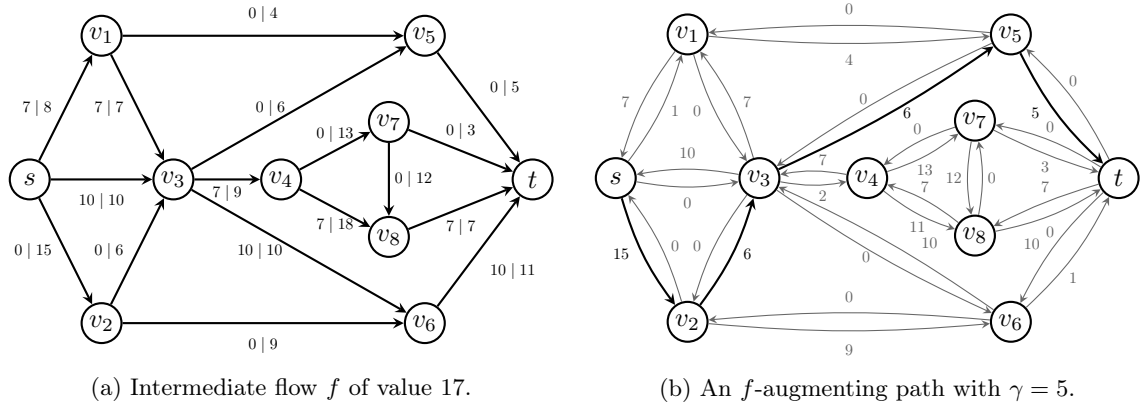 v1
0 | 4
v5
7 | 8
7 | 7
0 | 6
0 | 5
0 | 13
v7
0 | 3
s
10 | 10
v3
7 | 9
v4
0 | 12
t
0 | 15
0 | 6
7 | 18
v8
7 | 7
10 | 10
10 | 11
v2
0 | 9
v6
(a) Intermediate flow f of value 17.
v1
0
4
v5
7
1
0
7
0
6
5
0
v7
0
0
3
10
s
0
v3
7
2
v4
13
7
12
0
7
t
15
0
0
6
11
10
v8
10
0
0
1
v2
0
9
v6
(b) An f-augmenting path with γ = 5.